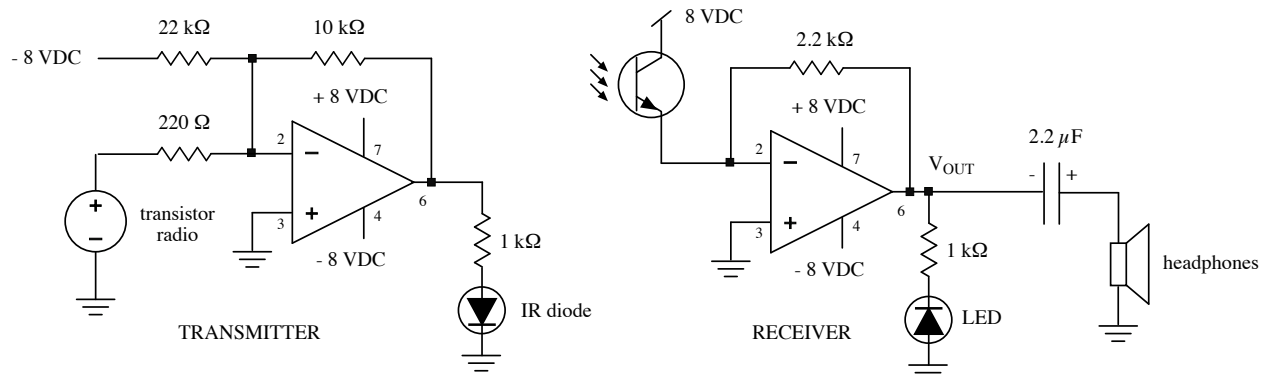 22 kΩ
10 kΩ
- 8 VDC
+ 8 VDC
220 Ω
2
7
−
+
transistor
radio
−
+
3
4
6
- 8 VDC
1 kΩ
IR diode
TRANSMITTER
8 VDC
2.2 kΩ
+ 8 VDC
2
7
−
+
3
4
6
- 8 VDC
VOUT
2.2 μF
- +
1 kΩ
LED
headphones
RECEIVER